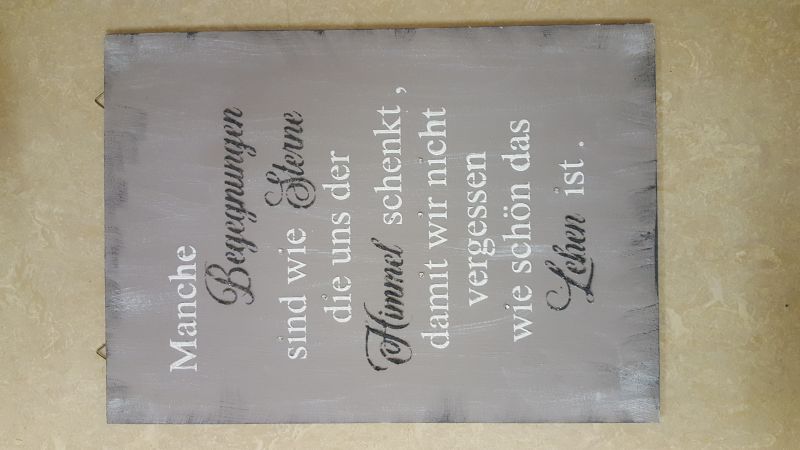 Manche
Begegnungen
sind wie Sterne
die uns der
Himmel schenkt,
damit wir nicht
vergessen
wie schön das
Leben ist.